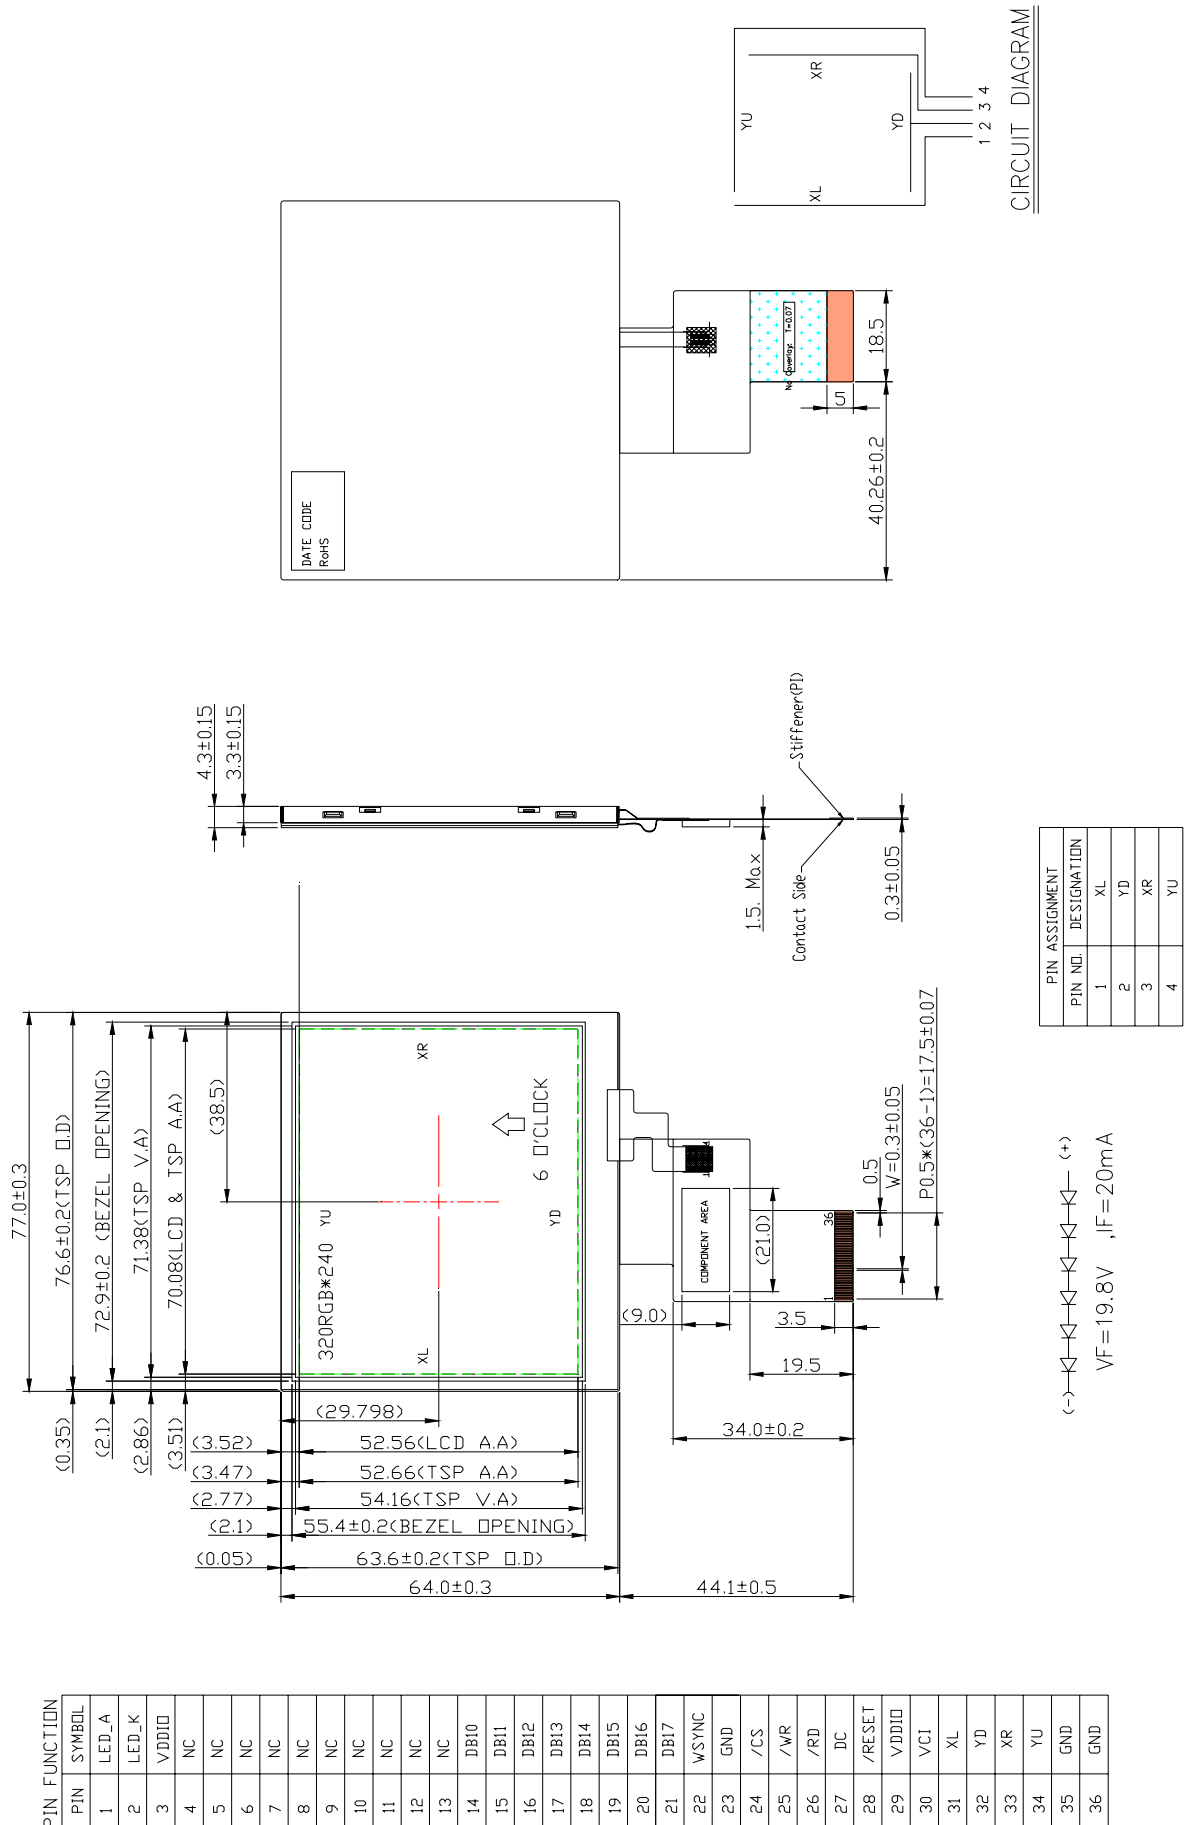 CIRCUIT DIAGRAM
YU
XL
XR
YD
1 2 3 4
DATE CODE
RoHS
No Coverlay: T=0.07
5
18.5
40.26±0.2
4.3±0.15
3.3±0.15
1.5. Max
Contact Side
Stiffener(PI)
0.3±0.05
77.0±0.3
76.6±0.2(TSP O.D)
72.9±0.2 (BEZEL OPENING)
71.38(TSP V.A)
70.08(LCD & TSP A.A)
(38.5)
(0.35)
(2.1)
(2.86)
(3.51)
320RGB*240
YU
XL
XR
YD
6 O'CLOCK
COMPONENT AREA
(21.0)
(9.0)
1
36
3.5
19.5
34.0±0.2
0.5
W=0.3±0.05
P0.5*(36-1)=17.5±0.07
(29.798)
(3.52)
52.56(LCD A.A)
(3.47)
52.66(TSP A.A)
(2.77)
54.16(TSP V.A)
(2.1)
55.4±0.2(BEZEL OPENING)
(0.05)
63.6±0.2(TSP O.D)
64.0±0.3
44.1±0.5
PIN ASSIGNMENT
PIN NO. DESIGNATION
1 XL
2 YD
3 XR
4 YU
(-) (+)
VF=19.8V ,IF=20mA
PIN FUNCTION
PIN SYMBOL
1 LED_A
2 LED_K
3 VDDIO
4 NC
5 NC
6 NC
7 NC
8 NC
9 NC
10 NC
11 NC
12 NC
13 NC
14 DB10
15 DB11
16 DB12
17 DB13
18 DB14
19 DB15
20 DB16
21 DB17
22 WSYNC
23 GND
24 /CS
25 /WR
26 /RD
27 DC
28 /RESET
29 VDDIO
30 VCI
31 XL
32 YD
33 XR
34 YU
35 GND
36 GND